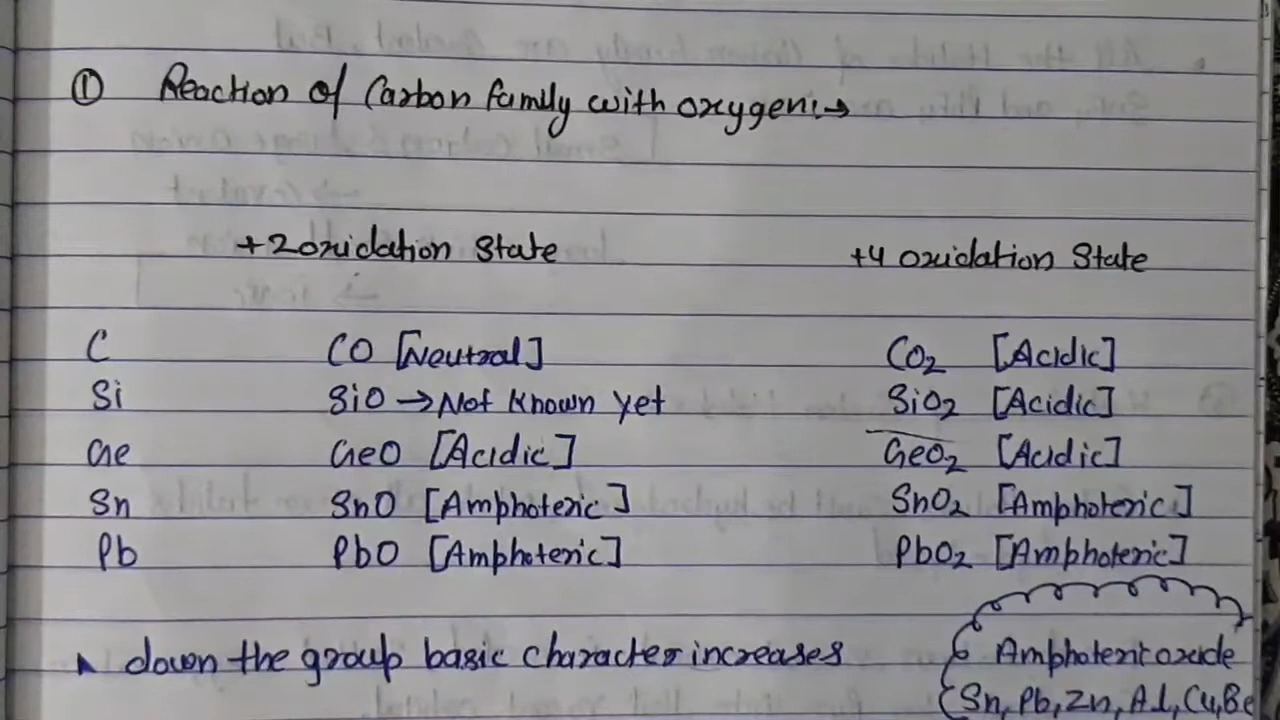 ① Reaction of Carbon family with oxygen:→
+2 oxidation State +4 oxidation State
C CO [Neutral] CO₂ [Acidic]
Si SiO → Not Known yet SiO₂ [Acidic]
Ge GeO [Acidic] GeO₂ [Acidic]
Sn SnO [Amphoteric] SnO₂ [Amphoteric]
Pb PbO [Amphoteric] PbO₂ [Amphoteric]
down the group basic character increases
Amphoteric oxide
(Sn, Pb, Zn, Al, Cu, Be